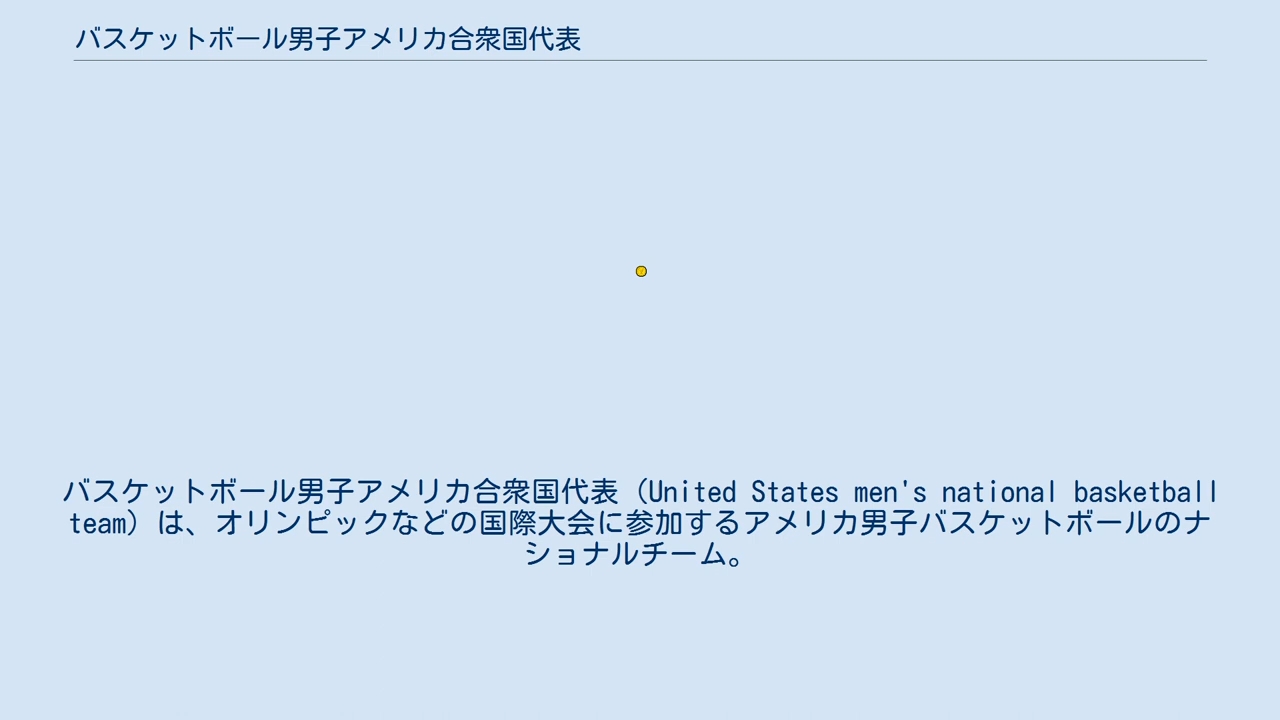 バスケットボール男子アメリカ合衆国代表
バスケットボール男子アメリカ合衆国代表（United States men's national basketball
team）は、オリンピックなどの国際大会に参加するアメリカ男子バスケットボールのナ
ショナルチーム。